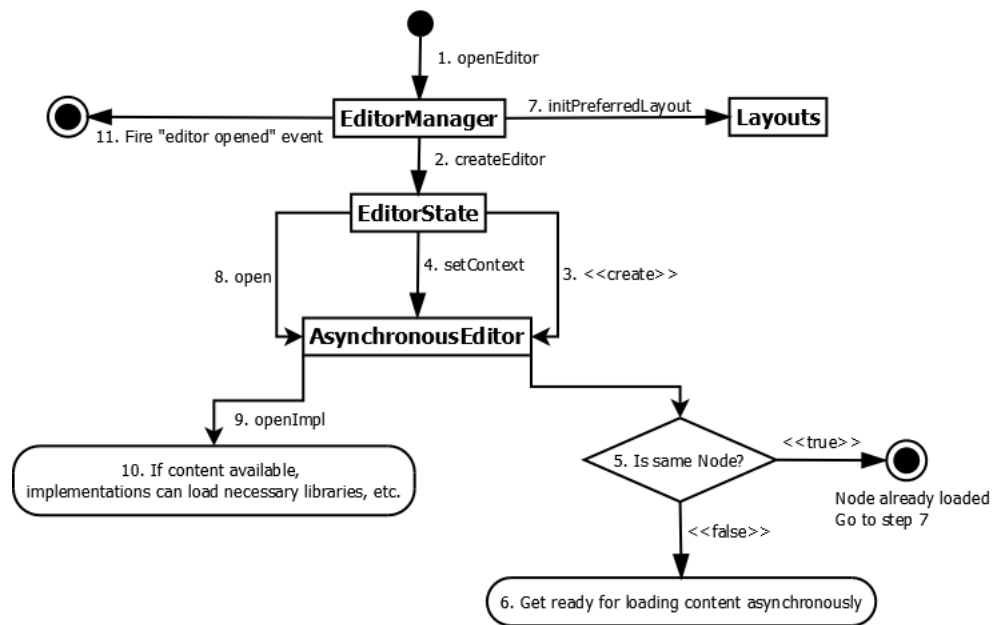 1. openEditor
EditorManager
7. initPreferredLayout
Layouts
11. Fire "editor opened" event
2. createEditor
EditorState
8. open
4. setContext
3. <<create>>
AsynchronousEditor
9. openImpl
10. If content available,
implementations can load necessary libraries, etc.
5. Is same Node?
<<true>>
Node already loaded
Go to step 7
<<false>>
6. Get ready for loading content asynchronously